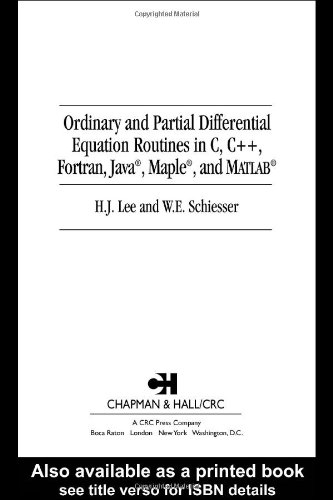 Copyrighted Material
Ordinary and Partial Differential
Equation Routines in C, C++,
Fortran, Java®, Maple®, and MATLAB®
H.J. Lee and W.E. Schiesser
CHAPMAN & HALL/CRC
A CRC Press Company
Boca Raton London New York Washington, D.C.
Copyrighted Material
Also available as a printed book
see title verso for ISBN details